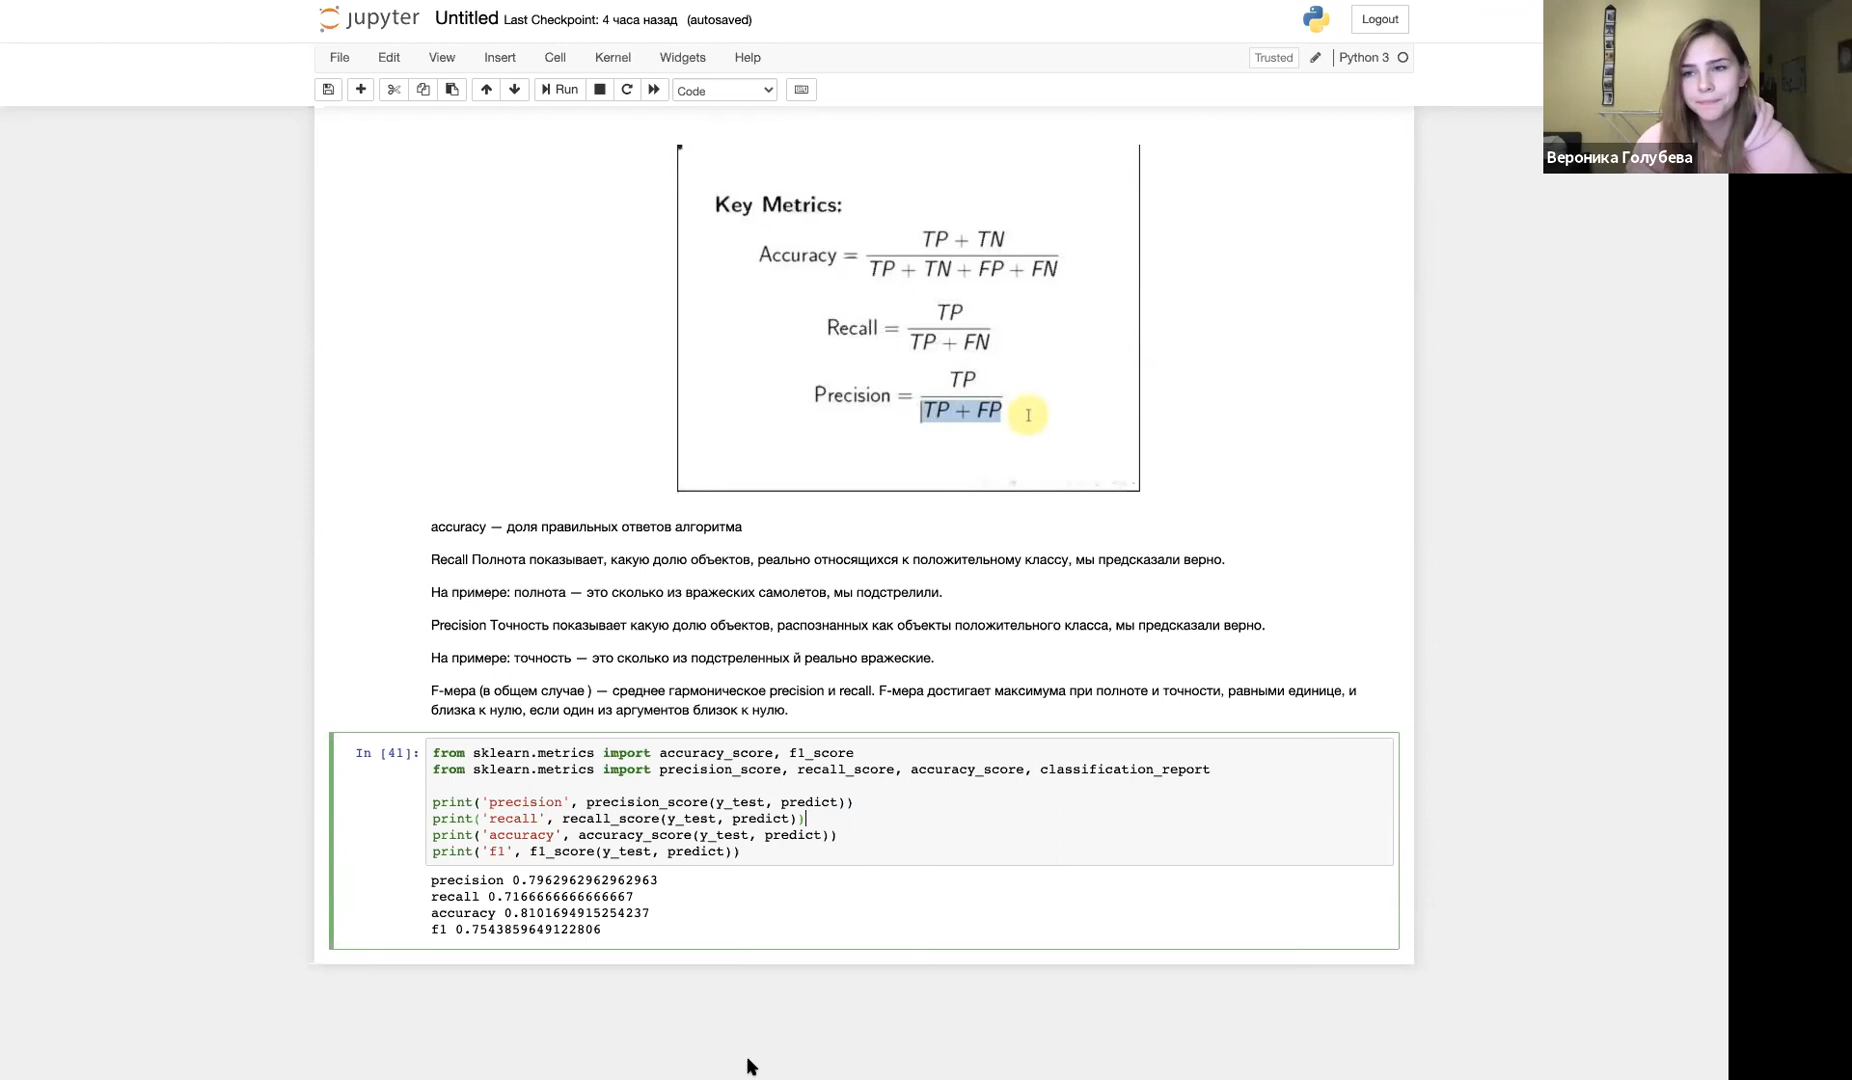 jupyter Untitled Last Checkpoint: 4 часа назад (autosaved) Logout
File Edit View Insert Cell Kernel Widgets Help Trusted Python 3
Run Code
Вероника Голубева
Key Metrics:
Accuracy = TP + TN / TP + TN + FP + FN
Recall = TP / TP + FN
Precision = TP / TP + FP
accuracy — доля правильных ответов алгоритма
Recall Полнота показывает, какую долю объектов, реально относящихся к положительному классу, мы предсказали верно.
На примере: полнота — это сколько из вражеских самолетов, мы подстрелили.
Precision Точность показывает какую долю объектов, распознанных как объекты положительного класса, мы предсказали верно.
На примере: точность — это сколько из подстреленных й реально вражеские.
F-мера (в общем случае ) — среднее гармоническое precision и recall. F-мера достигает максимума при полноте и точности, равными единице, и
близка к нулю, если один из аргументов близок к нулю.
In [41]: from sklearn.metrics import accuracy_score, f1_score
from sklearn.metrics import precision_score, recall_score, accuracy_score, classification_report
print('precision', precision_score(y_test, predict))
print('recall', recall_score(y_test, predict))
print('accuracy', accuracy_score(y_test, predict))
print('f1', f1_score(y_test, predict))
precision 0.7962962962962963
recall 0.7166666666666667
accuracy 0.8101694915254237
f1 0.7543859649122806